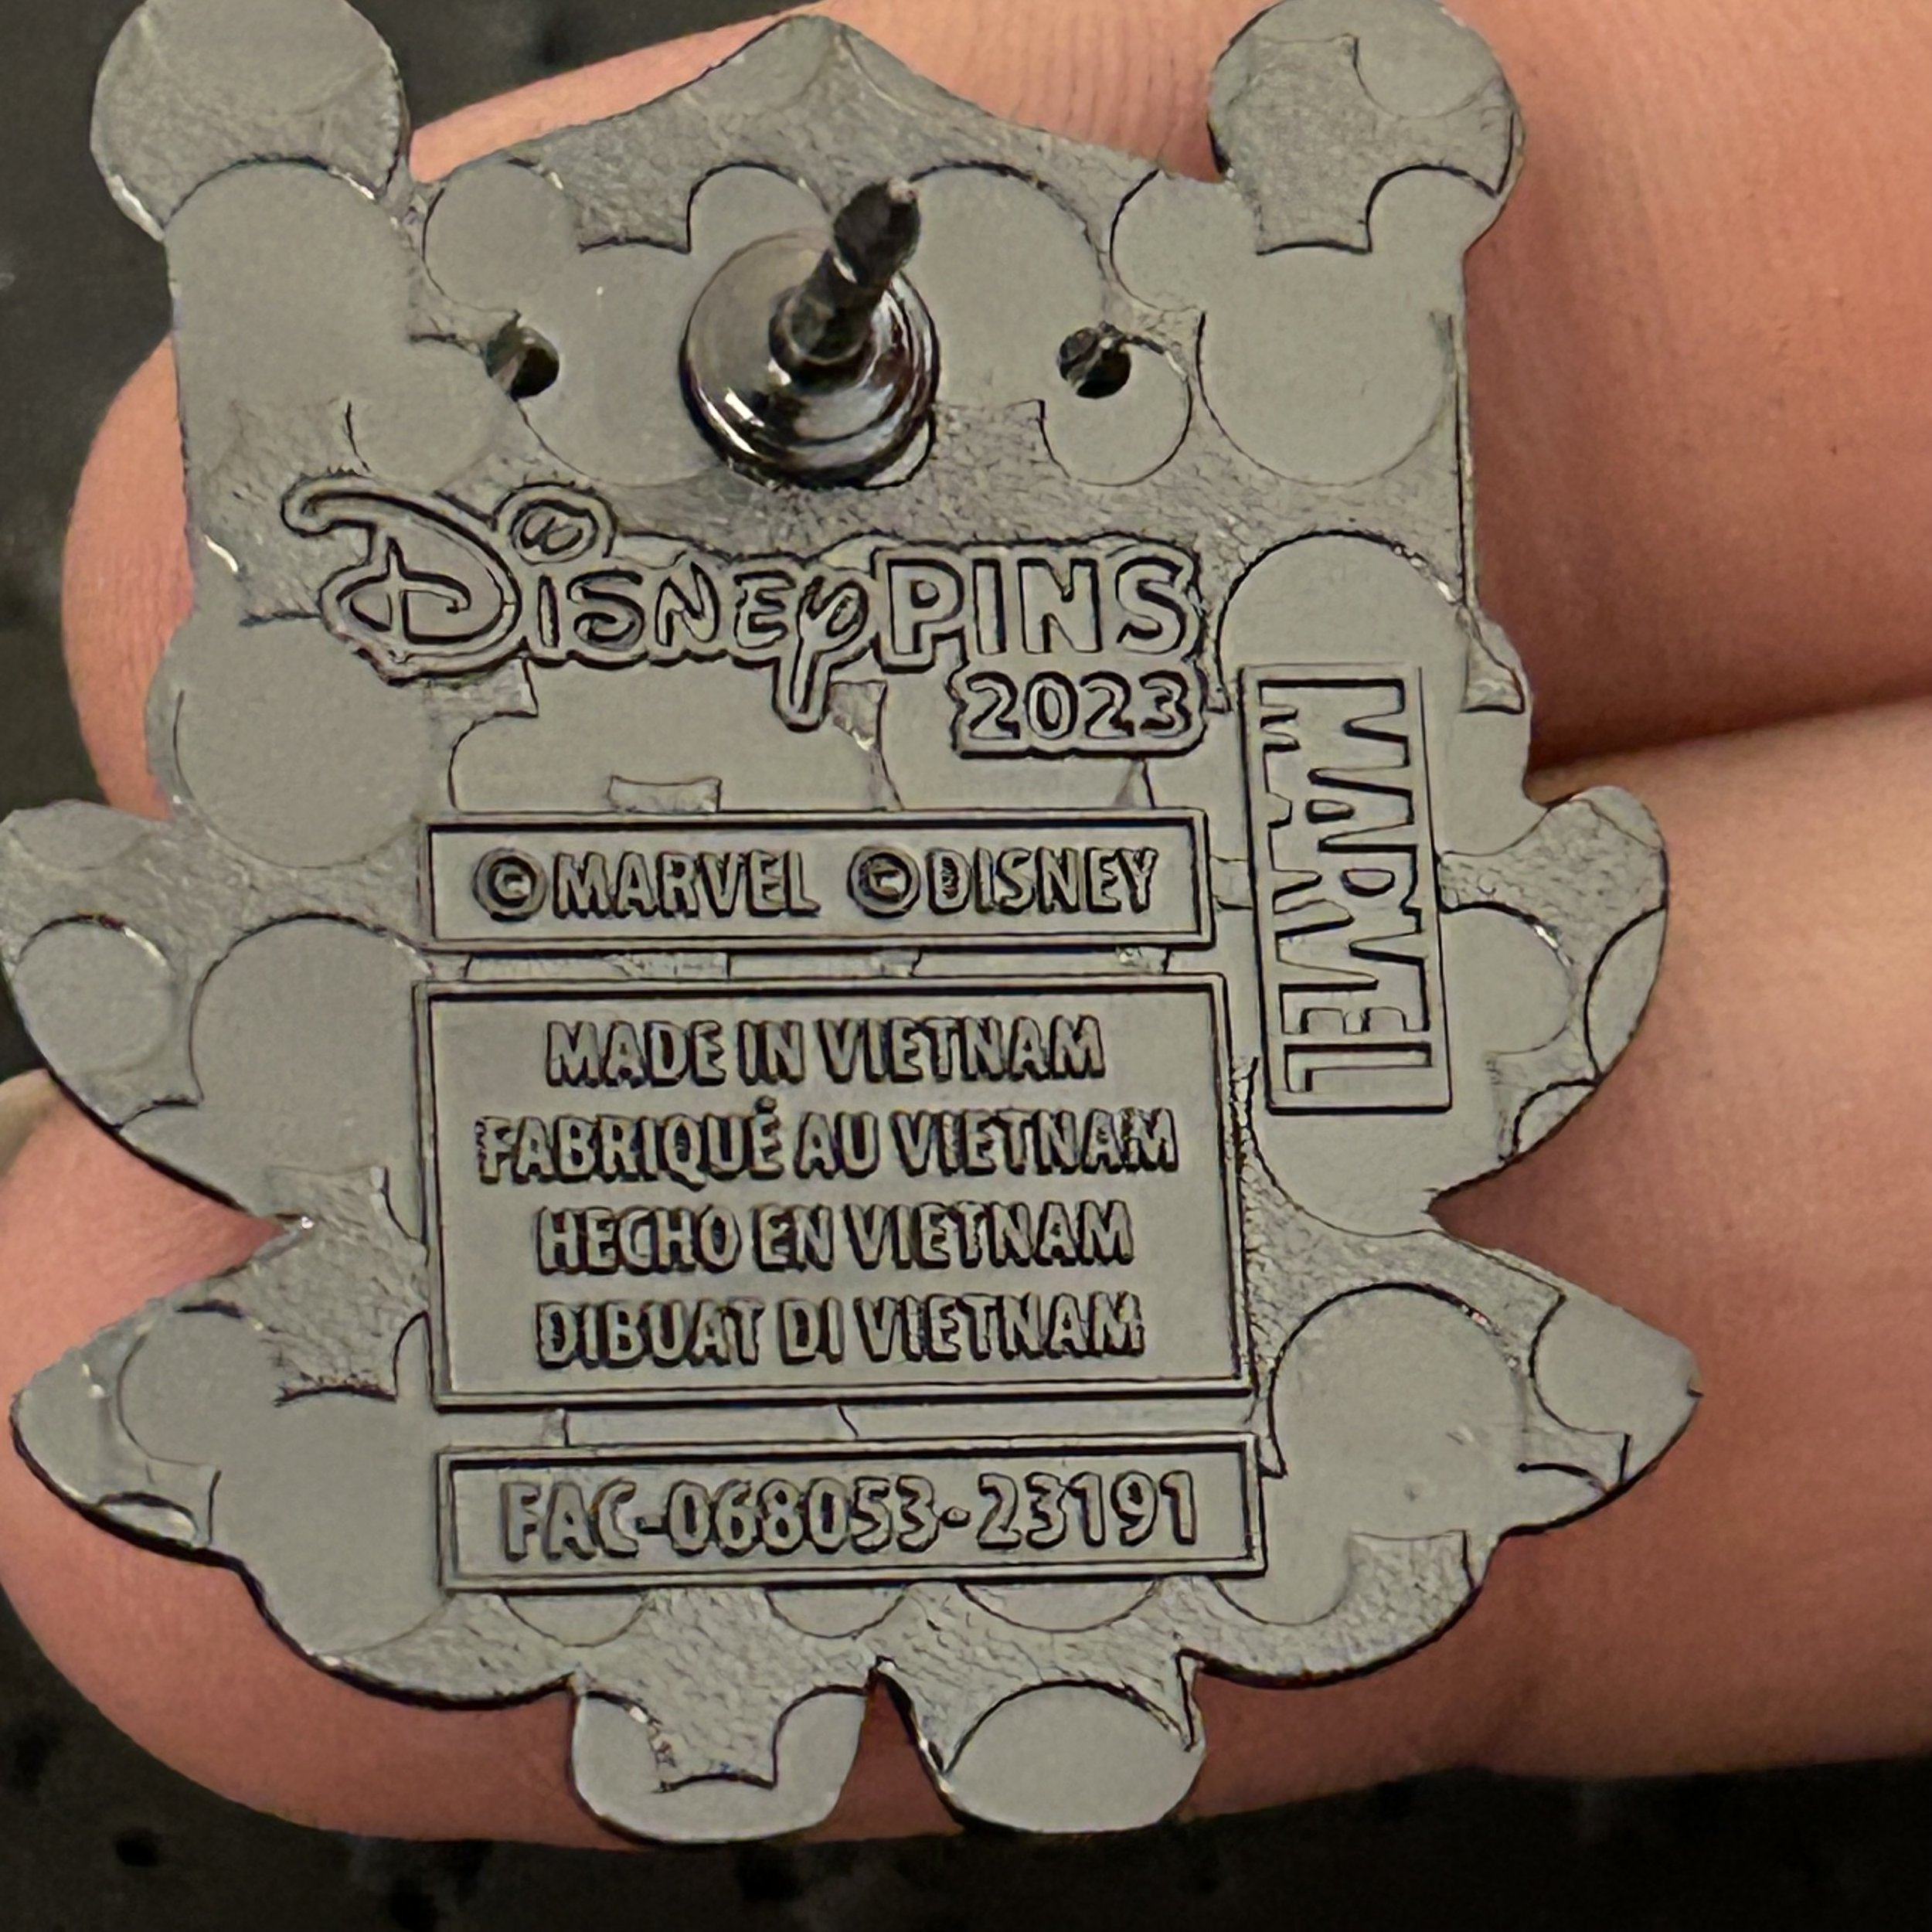 Disney PINS
2023
MARVEL
©MARVEL ©DISNEY
MADE IN VIETNAM
FABRIQUÉ AU VIETNAM
HECHO EN VIETNAM
DIBUAT DI VIETNAM
FAC-068053-23191